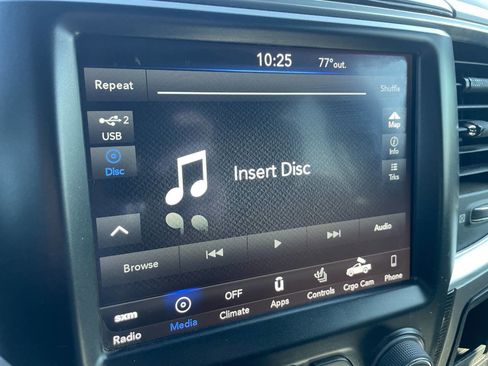 10:25 77° out.
Repeat
Shuffle
2
USB
Map
Info
Disc
Insert Disc
Trks
Browse
Audio
sxm
Radio
Media
OFF
Climate
Apps
Controls
Crgo Cam
Phone